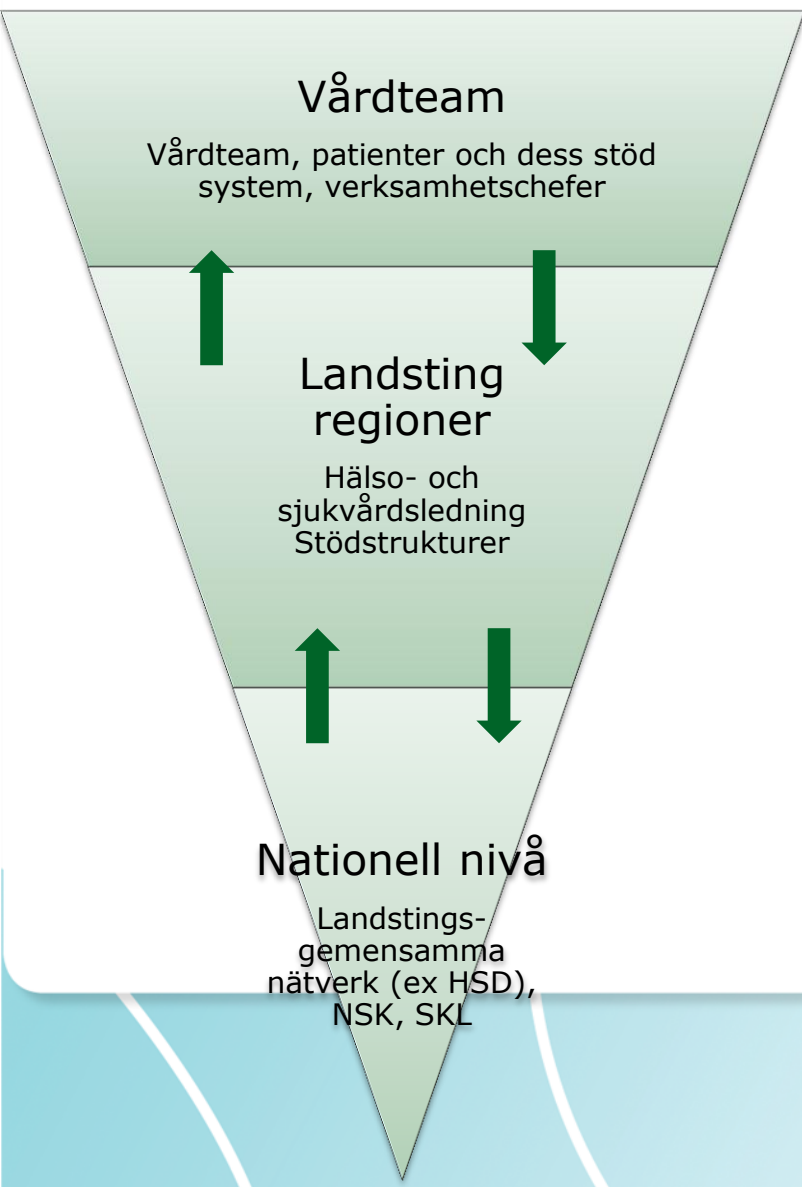 Vårdteam
Vårdteam, patienter och dess stöd
system, verksamhetschefer
Landsting
regioner
Hälso- och
sjukvårdsledning
Stödstrukturer
Nationell nivå
Landstings-
gemensamma
nätverk (ex HSD),
NSK, SKL